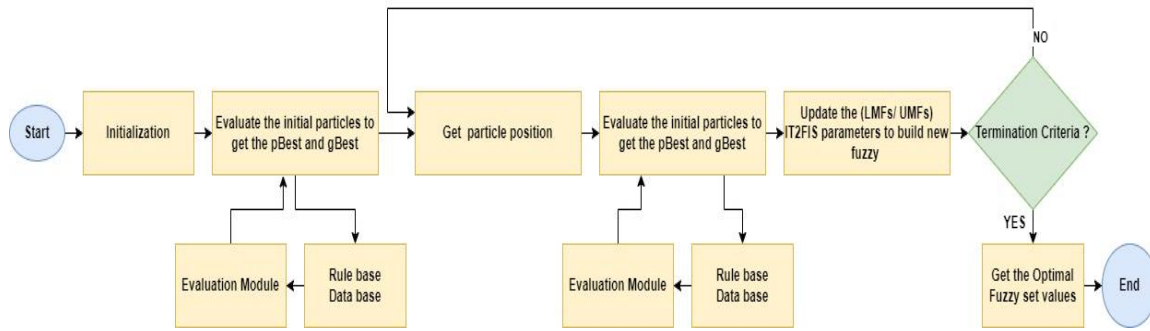 NO
Start
Initialization
Evaluate the initial particles to
get the pBest and gBest
Get particle position
Evaluate the initial particles to
get the pBest and gBest
Update the (LMFs/ UMFs)
IT2FIS parameters to build new
fuzzy
Termination Criteria ?
YES
Evaluation Module
Rule base
Data base
Evaluation Module
Rule base
Data base
Get the Optimal
Fuzzy set values
End